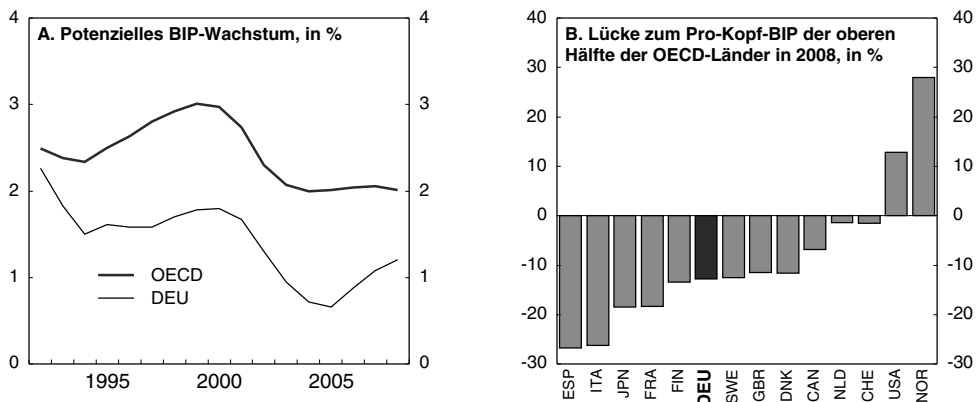 A. Potenzielles BIP-Wachstum, in %
4
4
3
3
2
2
1
1
0
0
OECD
DEU
1995
2000
2005
B. Lücke zum Pro-Kopf-BIP der oberen
Hälfte der OECD-Länder in 2008, in %
40
40
30
30
20
20
10
10
0
0
-10
-10
-20
-20
-30
-30
ESP
ITA
JPN
FRA
FIN
DEU
SWE
GBR
DNK
CAN
NLD
CHE
USA
NOR